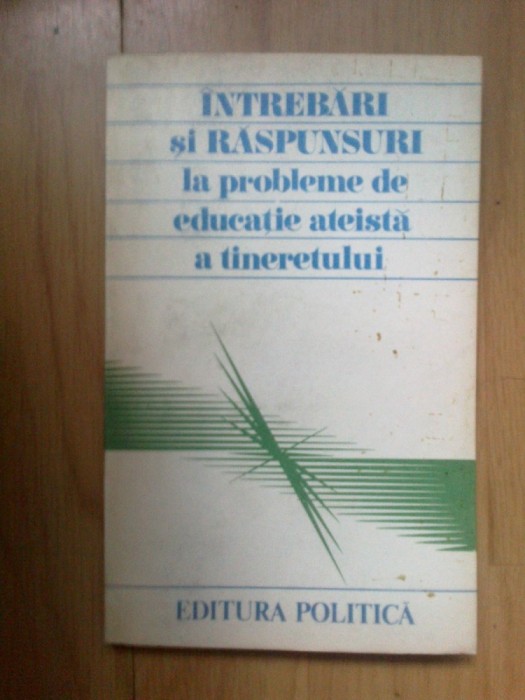 ÎNTREBĂRI
și RĂSPUNSURI
la probleme de
educație ateistă
a tineretului
EDITURA POLITICĂ